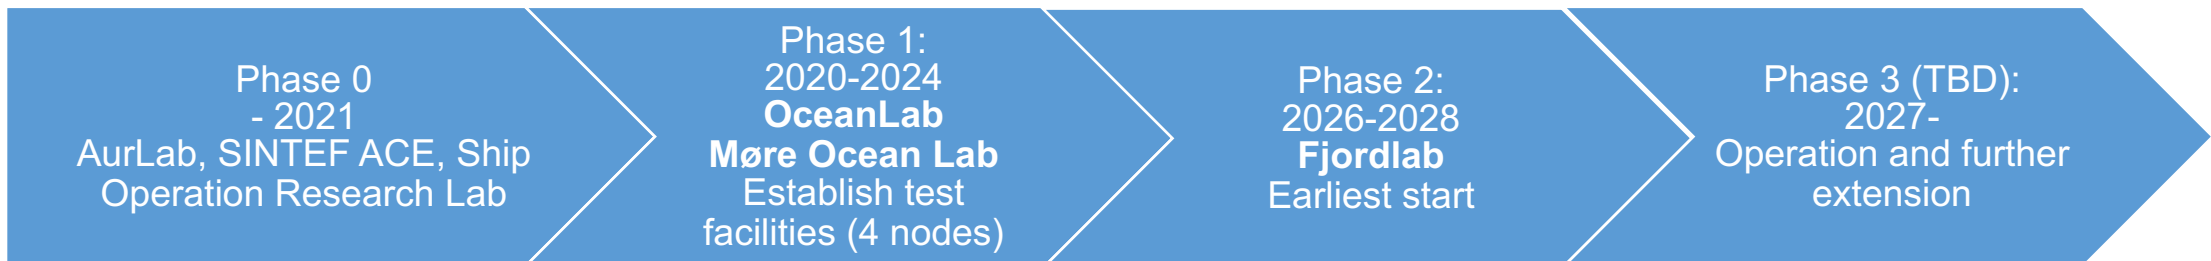 Phase 0
- 2021
AurLab, SINTEF ACE, Ship
Operation Research Lab
Phase 1:
2020-2024
OceanLab
Møre Ocean Lab
Establish test
facilities (4 nodes)
Phase 2:
2026-2028
Fjordlab
Earliest start
Phase 3 (TBD):
2027-
Operation and further
extension